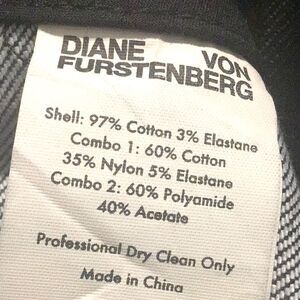 DIANE VON
FURSTENBERG
Shell: 97% Cotton 3% Elastane
Combo 1: 60% Cotton
35% Nylon 5% Elastane
Combo 2: 60% Polyamide
40% Acetate
Professional Dry Clean Only
Made in China